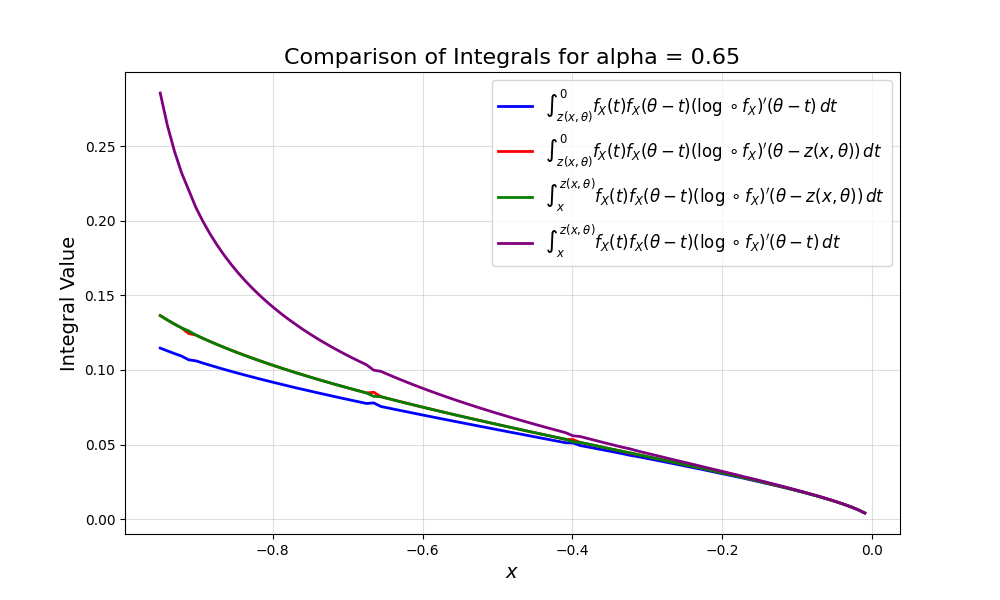 Comparison of Integrals for alpha = 0.65
∫_{z(x, θ)}^{0} f_X(t)f_X(θ − t)(log ∘ f_X)′(θ − t) dt
∫_{z(x, θ)}^{0} f_X(t)f_X(θ − t)(log ∘ f_X)′(θ − z(x, θ)) dt
∫_{x}^{z(x, θ)} f_X(t)f_X(θ − t)(log ∘ f_X)′(θ − z(x, θ)) dt
∫_{x}^{z(x, θ)} f_X(t)f_X(θ − t)(log ∘ f_X)′(θ − t) dt
Integral Value
0.25
0.20
0.15
0.10
0.05
0.00
−0.8 −0.6 −0.4 −0.2 0.0
x